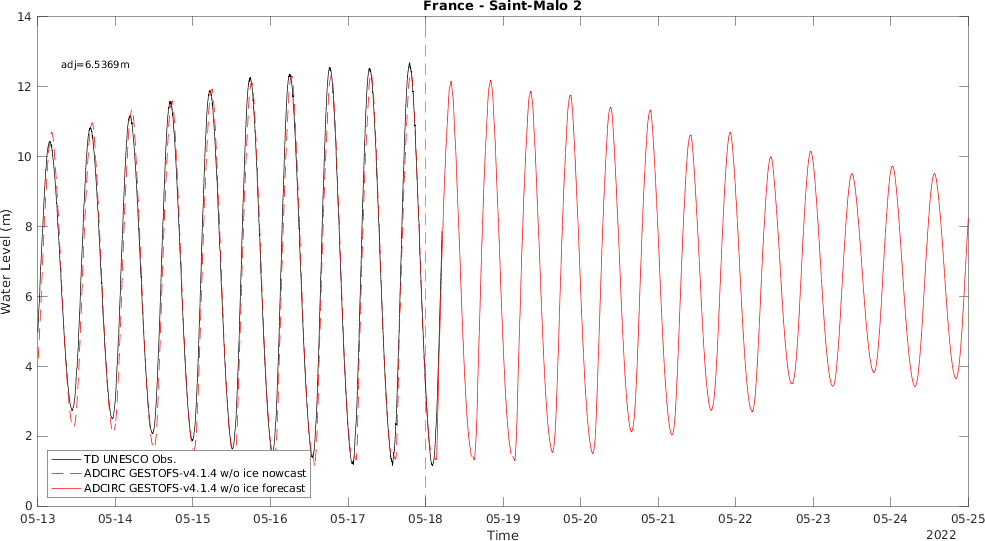 France - Saint-Malo 2
adj=6.5369m
14
12
10
8
6
4
2
0
Water Level (m)
TD UNESCO Obs.
ADCIRC GESTOFS-v4.1.4 w/o ice nowcast
ADCIRC GESTOFS-v4.1.4 w/o ice forecast
05-13 05-14 05-15 05-16 05-17 05-18 05-19 05-20 05-21 05-22 05-23 05-24 05-25
Time
2022